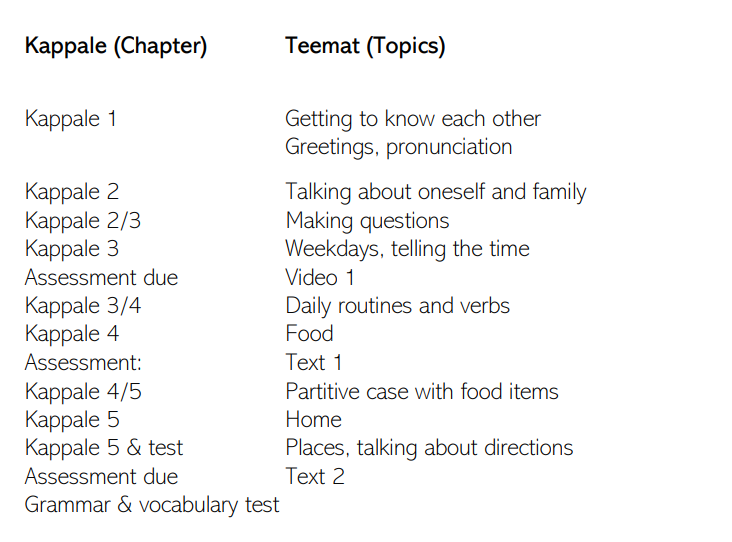 Kappale (Chapter) Teemat (Topics)
Kappale 1 Getting to know each other
Greetings, pronunciation
Kappale 2 Talking about oneself and family
Kappale 2/3 Making questions
Kappale 3 Weekdays, telling the time
Assessment due Video 1
Kappale 3/4 Daily routines and verbs
Kappale 4 Food
Assessment: Text 1
Kappale 4/5 Partitive case with food items
Kappale 5 Home
Kappale 5 & test Places, talking about directions
Assessment due Text 2
Grammar & vocabulary test